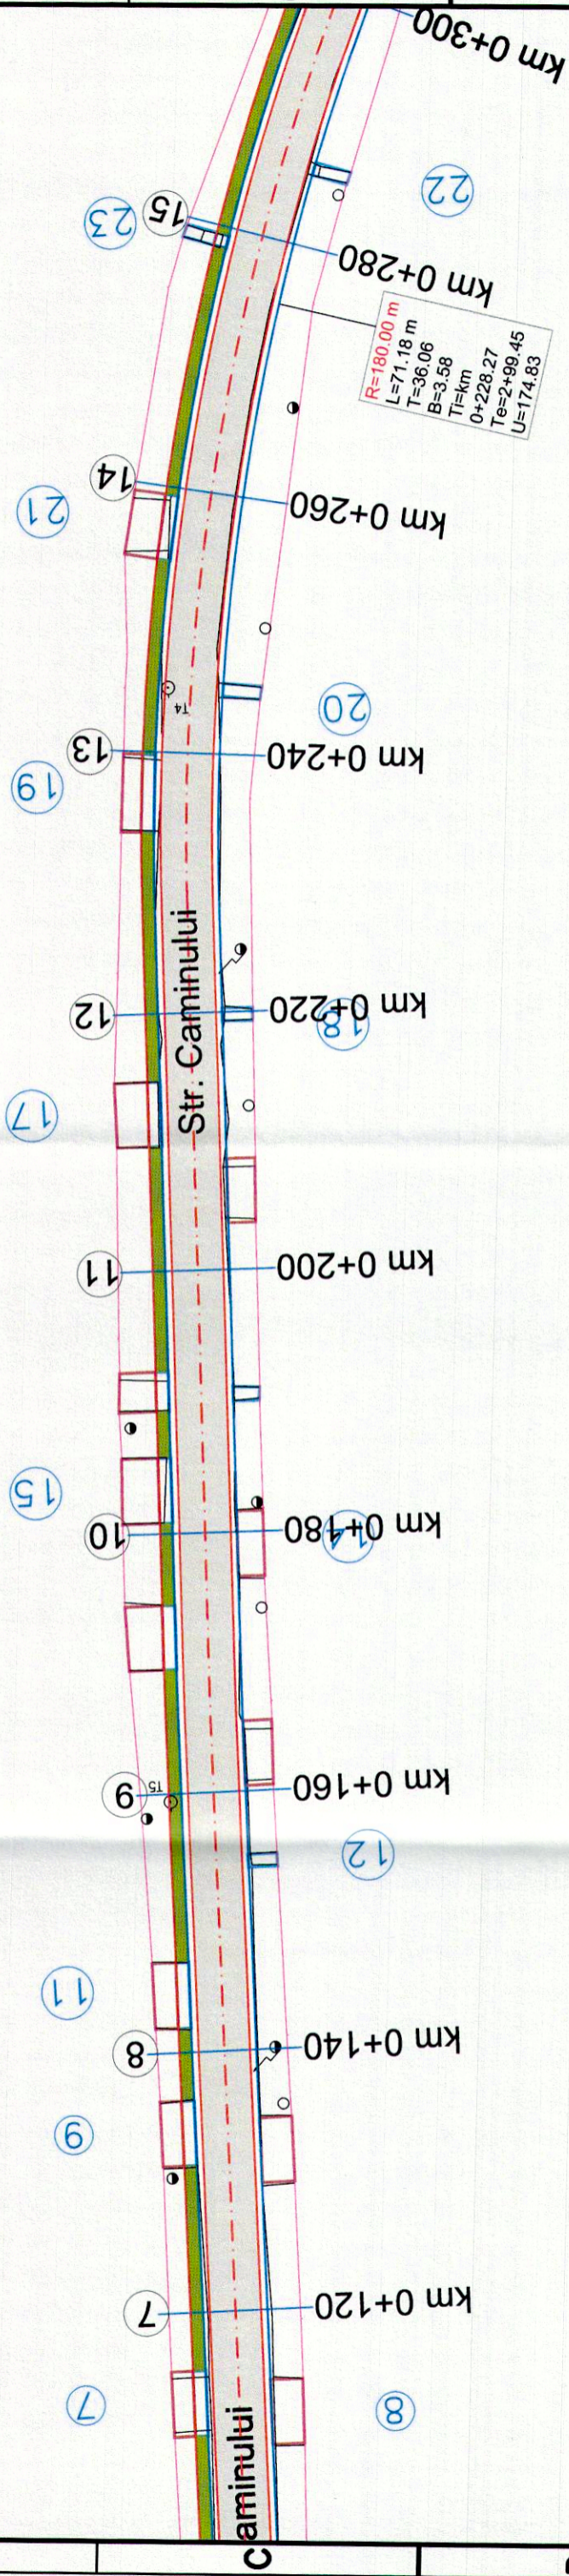 km 0+300
22
15
23
km 0+280
R=180.00 m
L=71.18 m
T=36.06
B=3.58
Ti=km
0+228.27
Te=2+99.45
U=174.83
14
21
km 0+260
T4
20
13
km 0+240
19
Str. Caminului
12
km 0+220
18
17
11
km 0+200
15
10
km 0+180
14
9
T5
km 0+160
12
11
8
km 0+140
9
7
km 0+120
7
8
Caminului